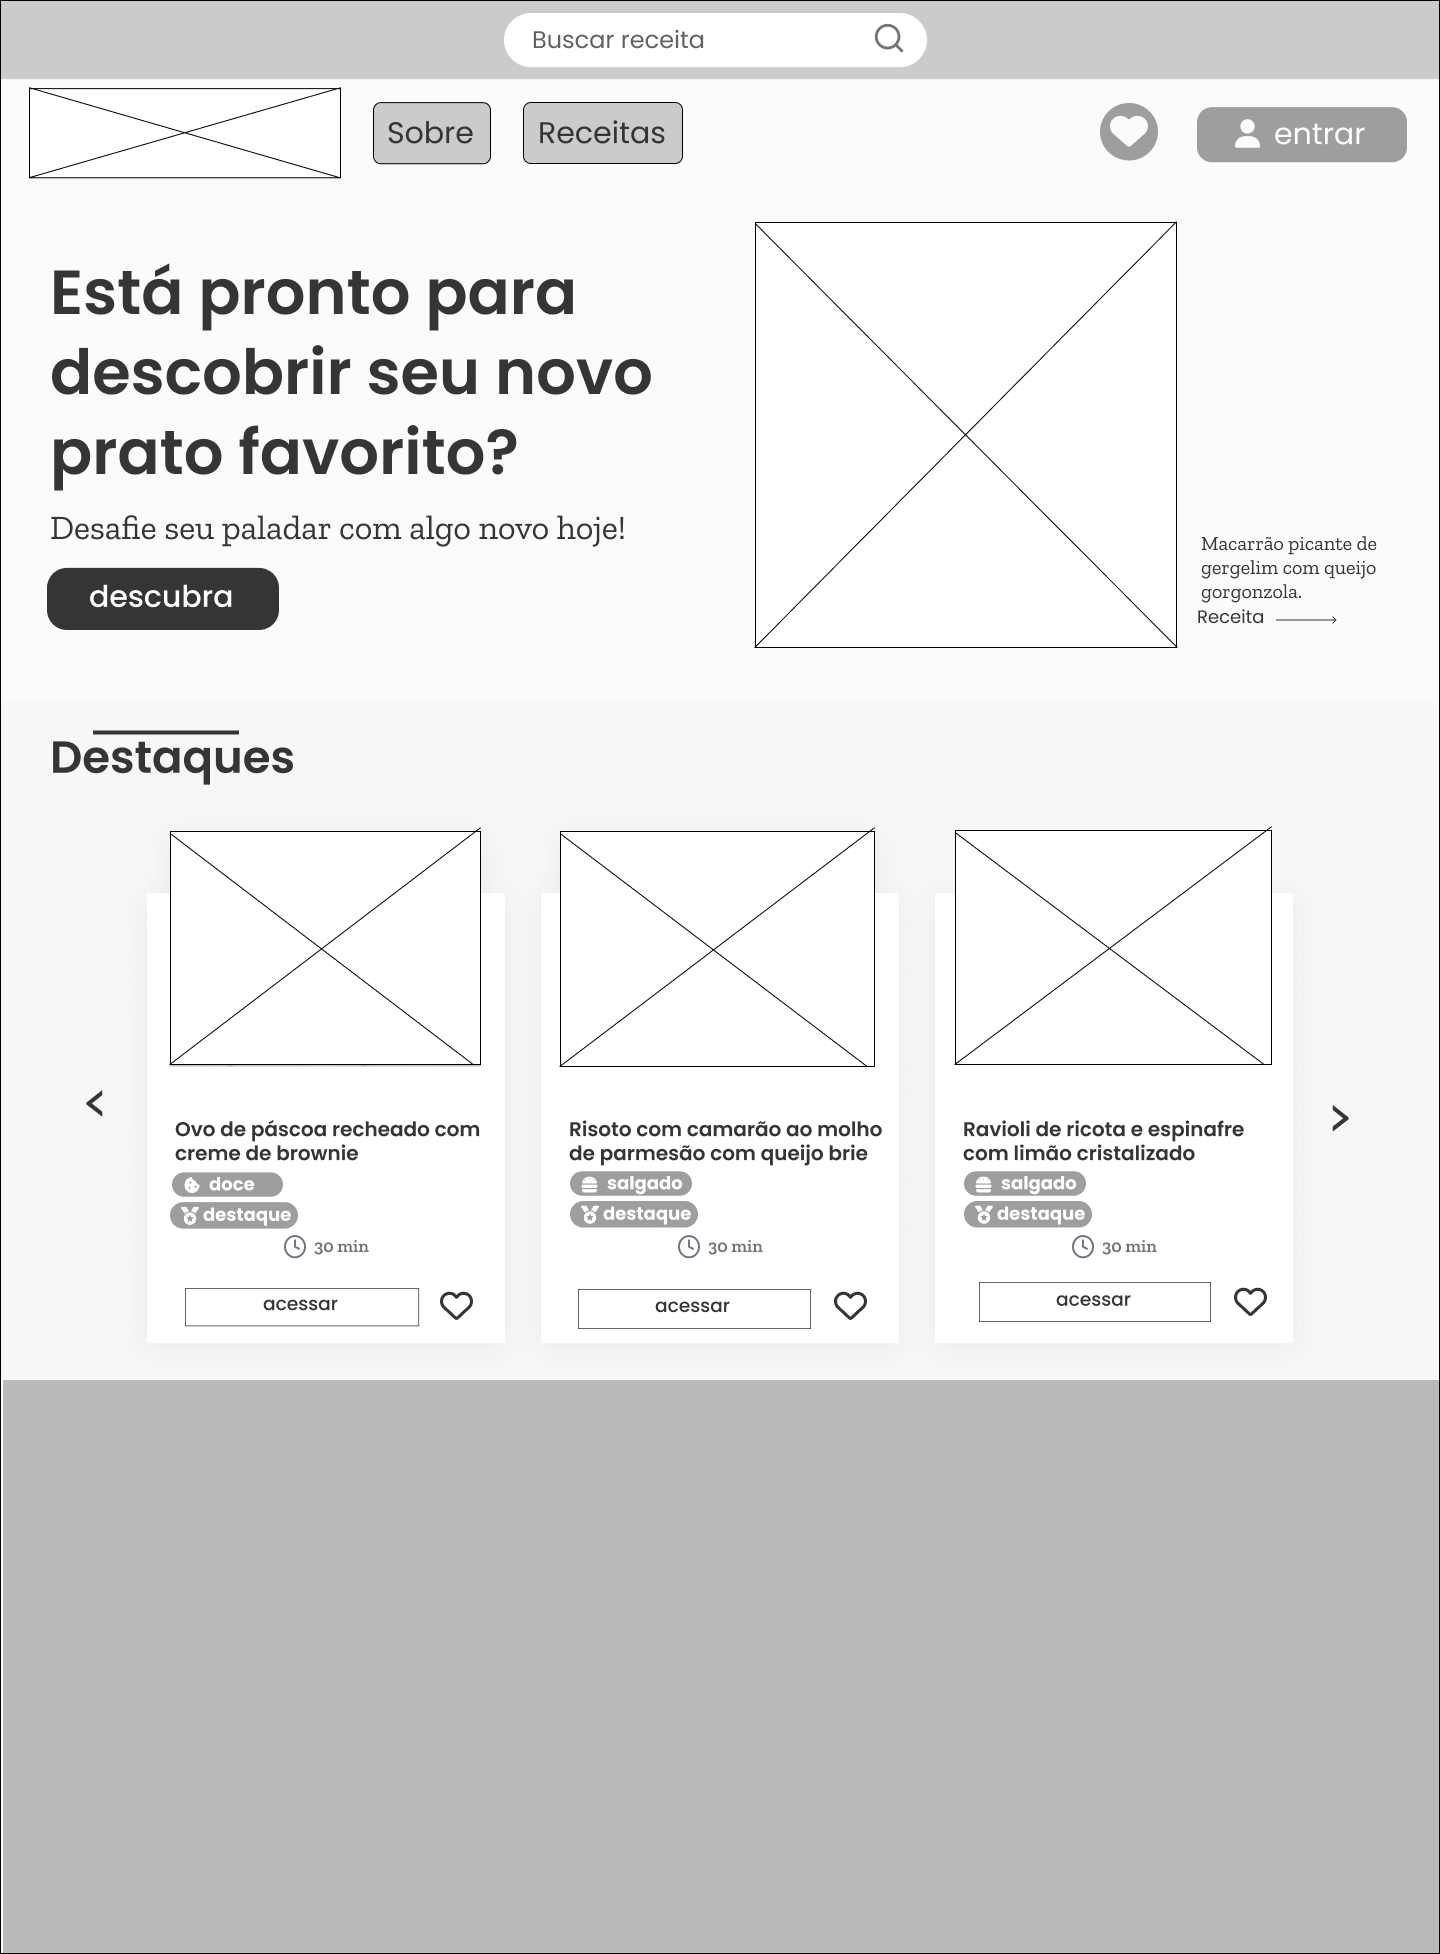 Buscar receita
Sobre
Receitas
entrar
Está pronto para
descobrir seu novo
prato favorito?
Desafie seu paladar com algo novo hoje!
descubra
Macarrão picante de
gergelim com queijo
gorgonzola.
Receita
Destaques
<
Ovo de páscoa recheado com
creme de brownie
doce
destaque
30 min
acessar
Risoto com camarão ao molho
de parmesão com queijo brie
salgado
destaque
30 min
acessar
Ravioli de ricota e espinafre
com limão cristalizado
salgado
destaque
30 min
acessar
>